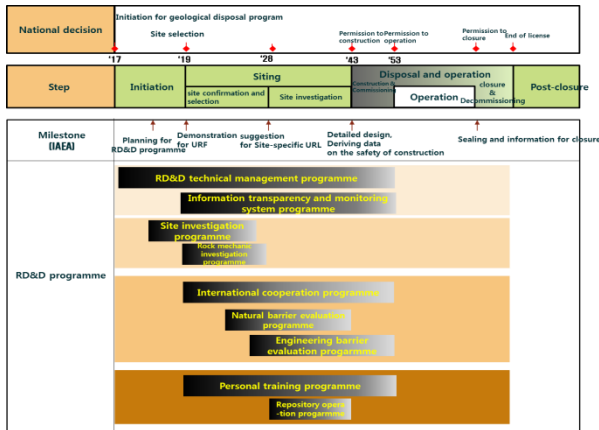 National decision
Initiation for geological disposal program
Site selection
Permission to
construction
Permission to
operation
Permission to
closure
End of license
'17
'19
'28
'43
'53
Step
Initiation
Siting
site confirmation and
selection
Site investigation
Disposal and operation
Construction &
Commissioning
Operation
closure
&
Decommissioning
Post-closure
Milestone
(IAEA)
Planning for
RD&D programme
Demonstration
for URF
suggestion
for Site-specific URL
Detailed design,
Deriving data
on the safety of construction
Sealing and information for closure
RD&D programme
RD&D technical management programme
Information transparency and monitoring
system programme
Site investigation
programme
Rock mechanic
investigation
programme
International cooperation programme
Natural barrier evaluation
programme
Engineering barrier
evaluation progarmme
Personal training programme
Repository opera
-tion progarmme